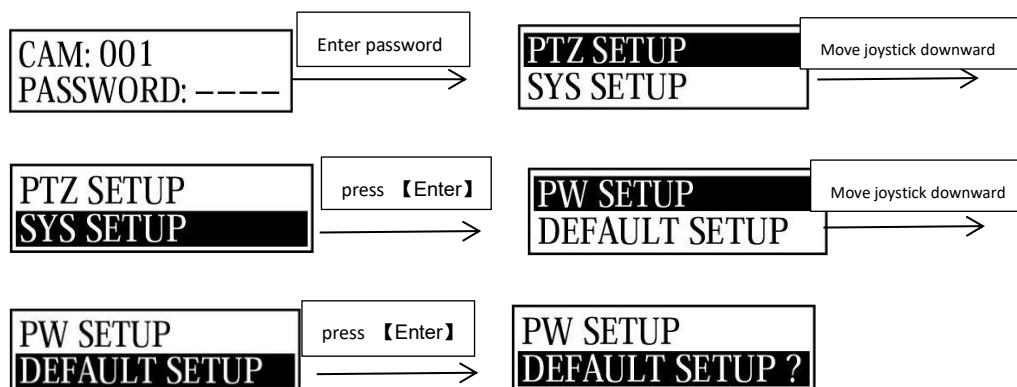 CAM: 001
PASSWORD: ----
Enter password
PTZ SETUP
SYS SETUP
Move joystick downward
PTZ SETUP
SYS SETUP
press 【Enter】
PW SETUP
DEFAULT SETUP
Move joystick downward
PW SETUP
DEFAULT SETUP
press 【Enter】
PW SETUP
DEFAULT SETUP ?